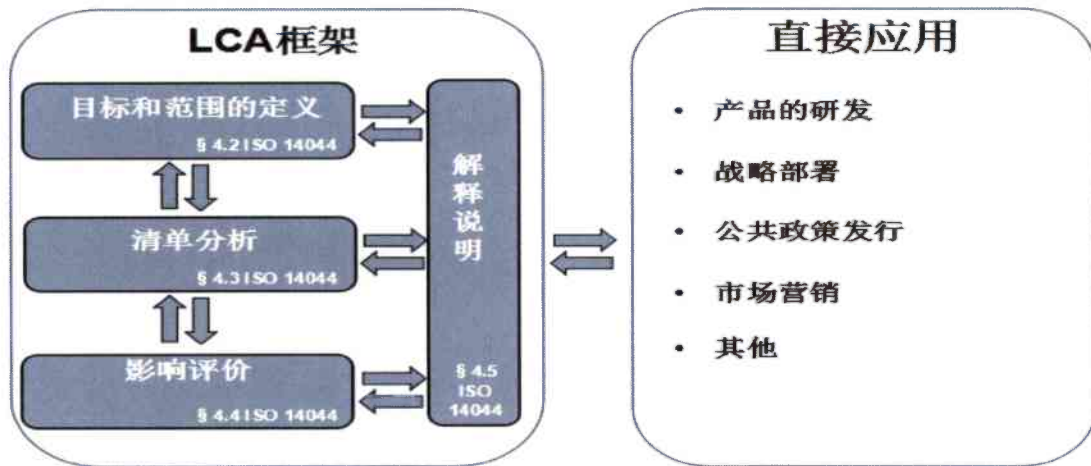 LCA框架
目标和范围的定义
§ 4.2 ISO 14044
清单分析
§ 4.3 ISO 14044
影响评价
§ 4.4 ISO 14044
解释说明
§ 4.5
ISO
14044
直接应用
• 产品的研发
• 战略部署
• 公共政策发行
• 市场营销
• 其他